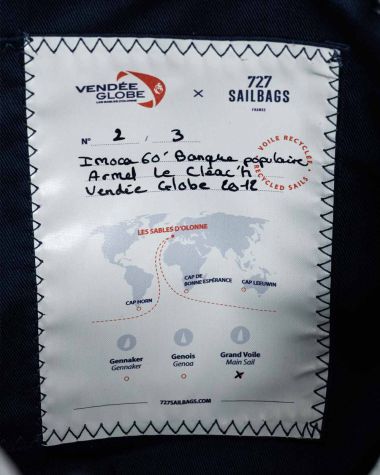 VENDÉE
GLOBE
LES SABLES D'OLONNE
×
727
SAILBAGS
FRANCE
N° 2 / 3
Imoca 60' Banque populaire
Armel Le Cléac'h
Vendée Globe 2012
VOILE RECYCLÉE
RECYCLED SAILS
LES SABLES D'OLONNE
CAP HORN
CAP DE
BONNE ESPÉRANCE
CAP LEEUWIN
Gennaker
Gennaker
Genois
Genoa
Grand Voile
Main Sail
727SAILBAGS.COM